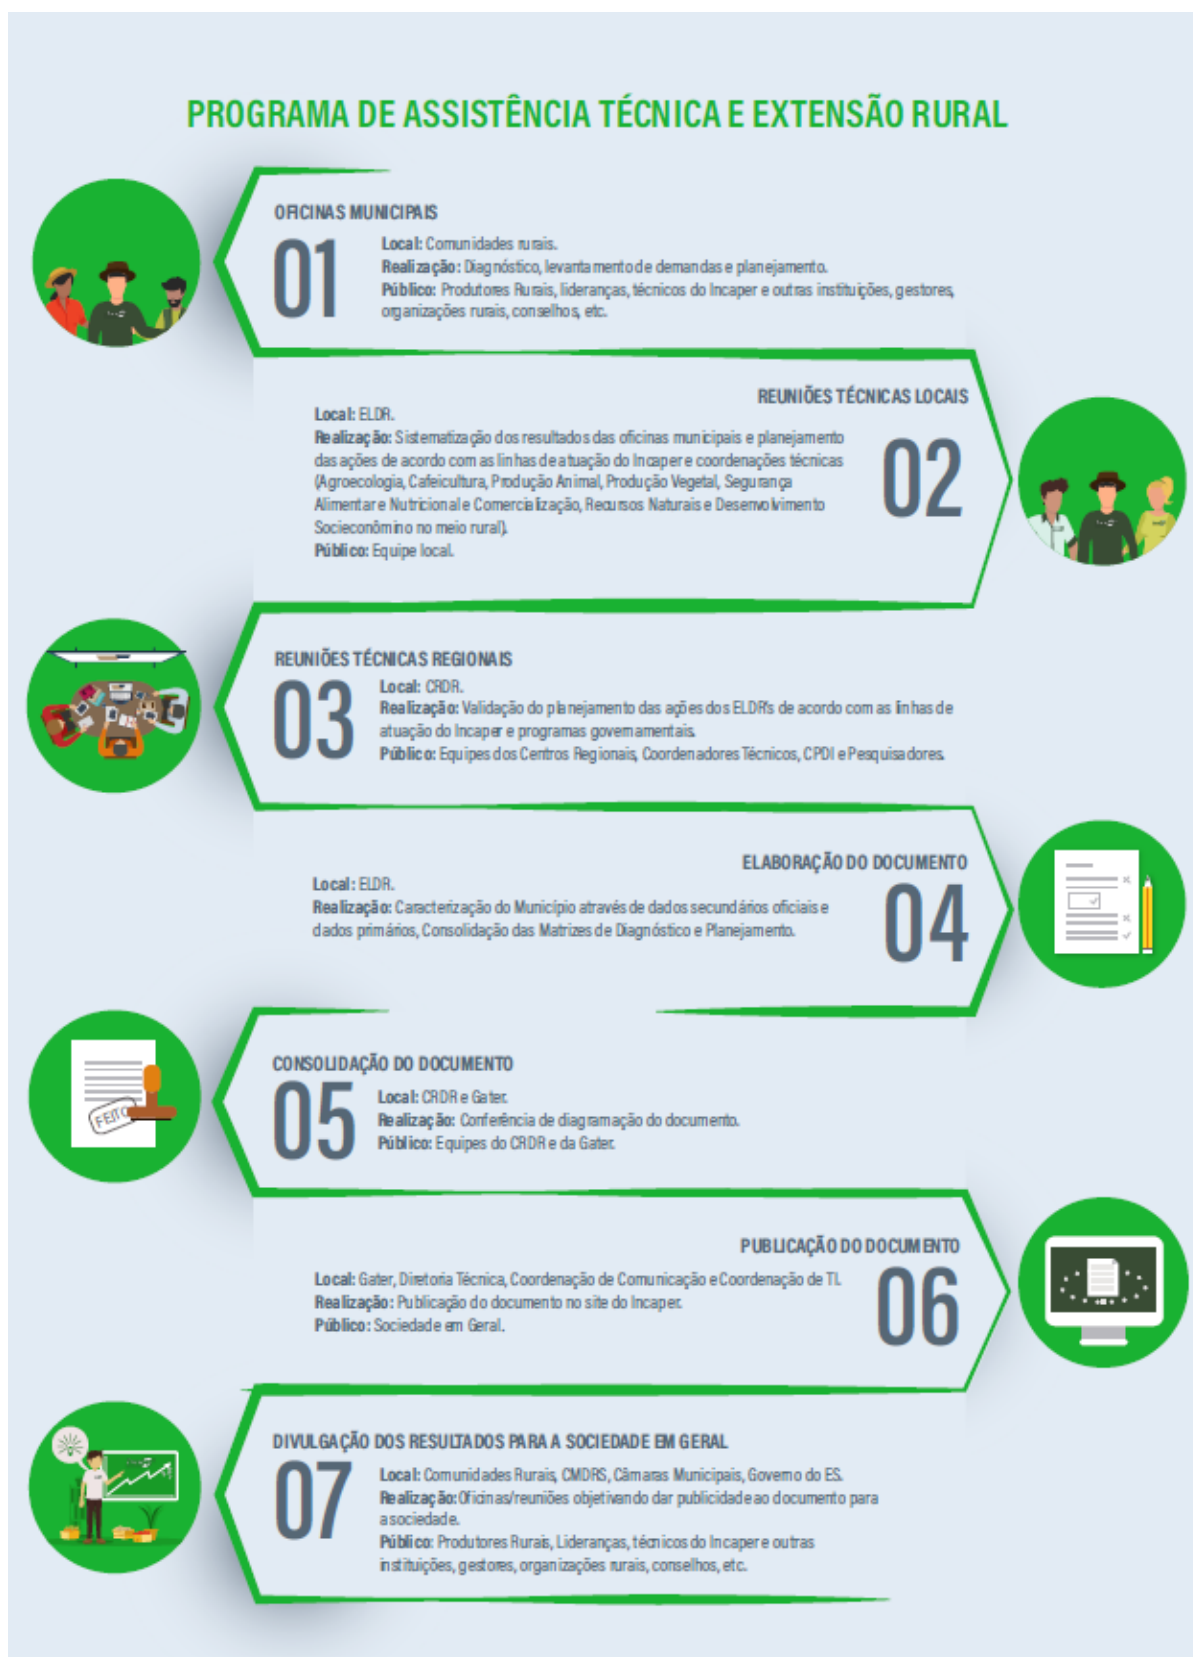 PROGRAMA DE ASSISTÊNCIA TÉCNICA E EXTENSÃO RURAL
OFICINAS MUNICIPAIS
01
Local: Comunidades rurais.
Realização: Diagnóstico, levantamento de demandas e planejamento.
Público: Produtores Rurais, lideranças, técnicos do Incaper e outras instituições, gestores,
organizações rurais, conselhos, etc.
REUNIÕES TÉCNICAS LOCAIS
02
Local: ELDR.
Realização: Sistematização dos resultados das oficinas municipais e planejamento
das ações de acordo com as linhas de atuação do Incaper e coordenações técnicas
(Agroecologia, Cafeicultura, Produção Animal, Produção Vegetal, Segurança
Alimentar e Nutricional e Comercialização, Recursos Naturais e Desenvolvimento
Socieconômino no meio rural).
Público: Equipe local.
REUNIÕES TÉCNICAS REGIONAIS
03
Local: CRDR.
Realização: Validação do planejamento das ações dos ELDR's de acordo com as linhas de
atuação do Incaper e programas governamentais.
Público: Equipes dos Centros Regionais, Coordenadores Técnicos, CPDI e Pesquisadores.
ELABORAÇÃO DO DOCUMENTO
04
Local: ELDR.
Realização: Caracterização do Município através de dados secundários oficiais e
dados primários, Consolidação das Matrizes de Diagnóstico e Planejamento.
CONSOLIDAÇÃO DO DOCUMENTO
05
FEITO
Local: CRDR e Gater.
Realização: Conferência de diagramação do documento.
Público: Equipes do CRDR e da Gater.
PUBLICAÇÃO DO DOCUMENTO
06
Local: Gater, Diretoria Técnica, Coordenação de Comunicação e Coordenação de TI.
Realização: Publicação do documento no site do Incaper.
Público: Sociedade em Geral.
DIVULGAÇÃO DOS RESULTADOS PARA A SOCIEDADE EM GERAL
07
Local: Comunidades Rurais, CMDRS, Câmaras Municipais, Governo do ES.
Realização: Oficinas/reuniões objetivando dar publicidade ao documento para
a sociedade.
Público: Produtores Rurais, Lideranças, técnicos do Incaper e outras
instituições, gestores, organizações rurais, conselhos, etc.